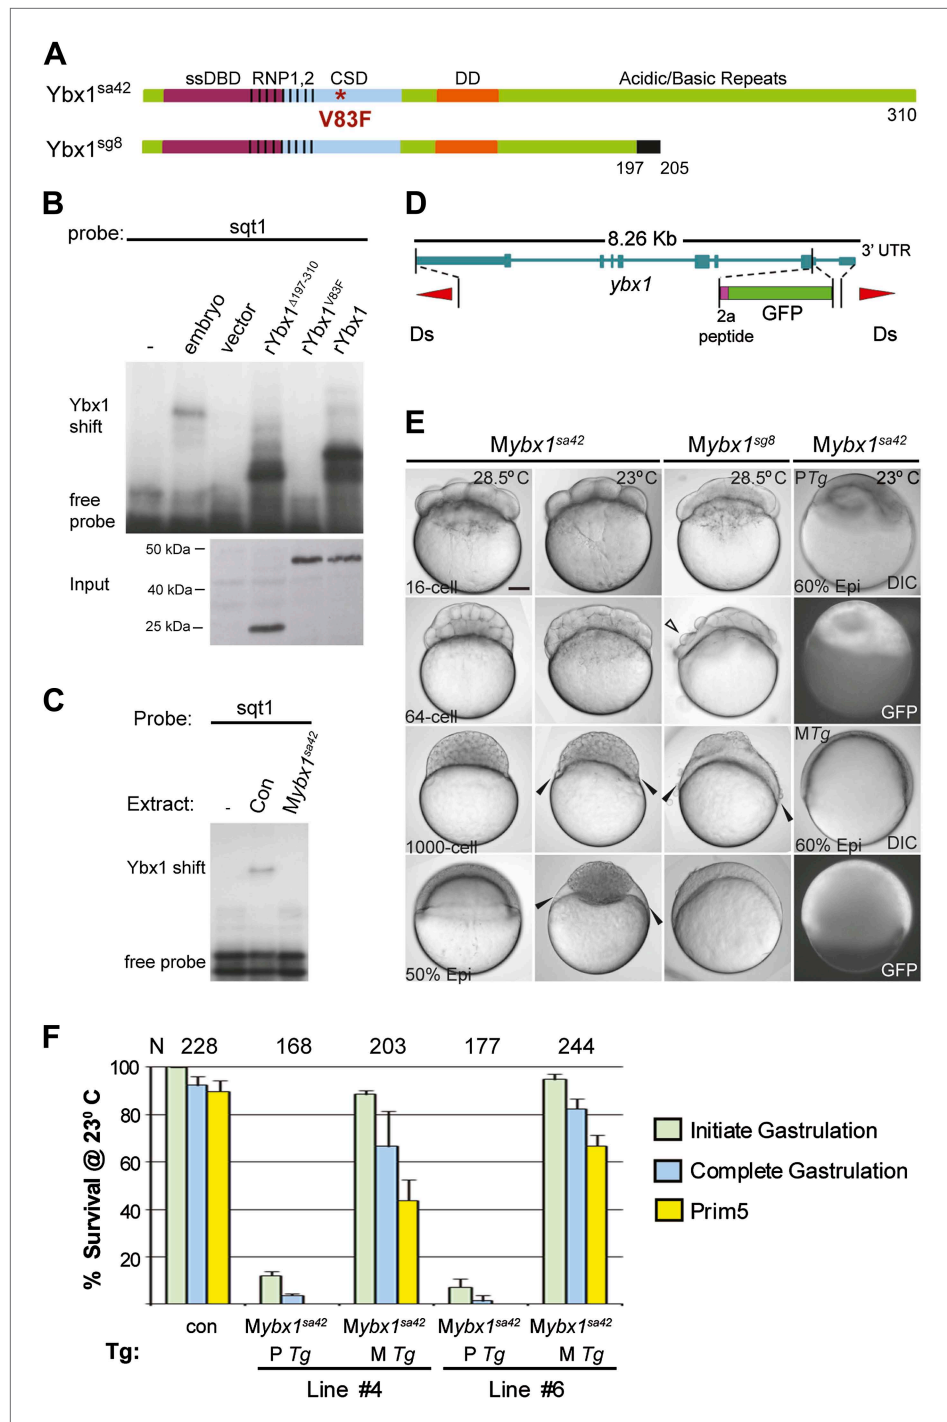 A
ssDBD RNP1,2 CSD DD Acidic/Basic Repeats
Ybx1sa42
*
V83F
310
Ybx1sg8
197 205
B
probe: sqt1
- embryo vector rYbx1Δ197-310 rYbx1V83F rYbx1
Ybx1 shift
free probe
Input
50 kDa
40 kDa
25 kDa
C
Probe: sqt1
Extract: - Con Mybx1sa42
Ybx1 shift
free probe
D
8.26 Kb
3' UTR
ybx1
Ds
2a peptide
GFP
Ds
E
Mybx1sa42 Mybx1sg8 Mybx1sa42
28.5º C 23º C 28.5º C PTg 23º C
16-cell 60% Epi DIC
64-cell GFP
MTg
1000-cell 60% Epi DIC
50% Epi GFP
F
N 228 168 203 177 244
% Survival @ 23º C
100
80
60
40
20
Initiate Gastrulation
Complete Gastrulation
Prim5
con Mybx1sa42 Mybx1sa42 Mybx1sa42 Mybx1sa42
Tg: P Tg M Tg P Tg M Tg
Line #4 Line #6